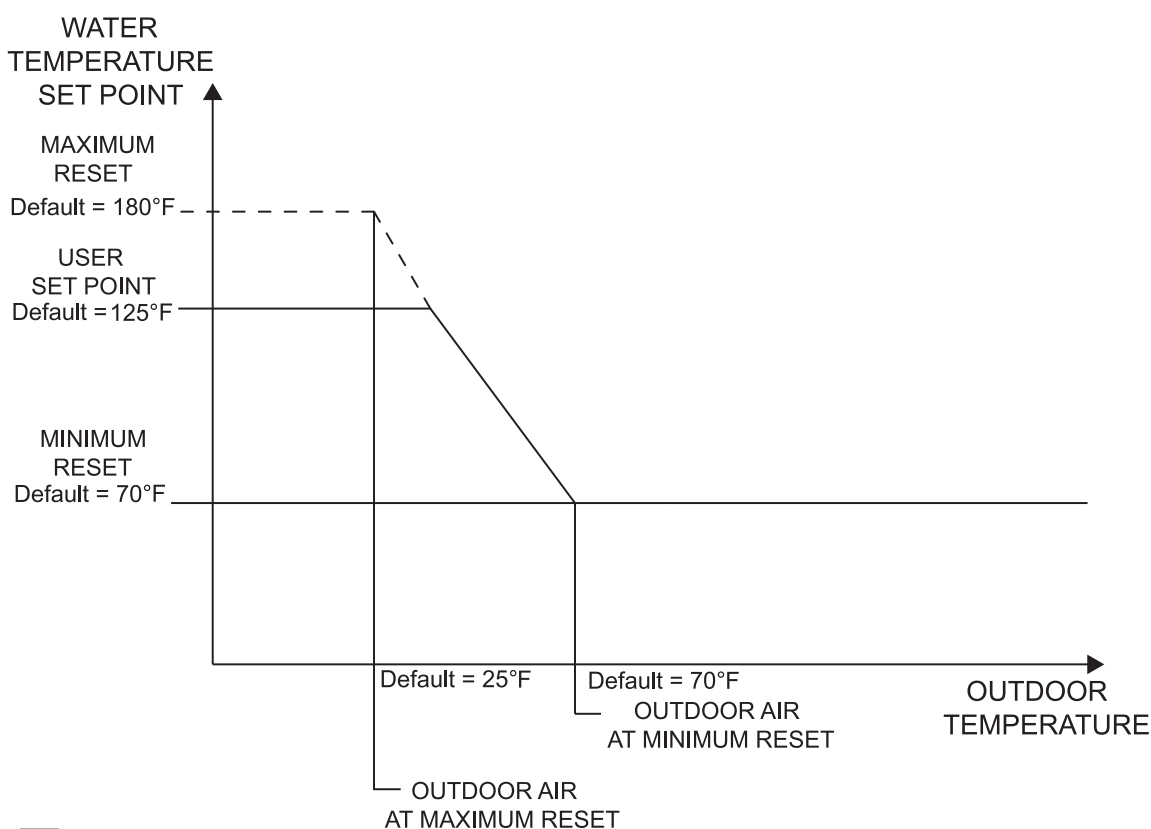 WATER
TEMPERATURE
SET POINT
MAXIMUM
RESET
Default = 180°F
USER
SET POINT
Default =125°F
MINIMUM
RESET
Default = 70°F
Default = 25°F
Default = 70°F
OUTDOOR
TEMPERATURE
OUTDOOR AIR
AT MINIMUM RESET
OUTDOOR AIR
AT MAXIMUM RESET